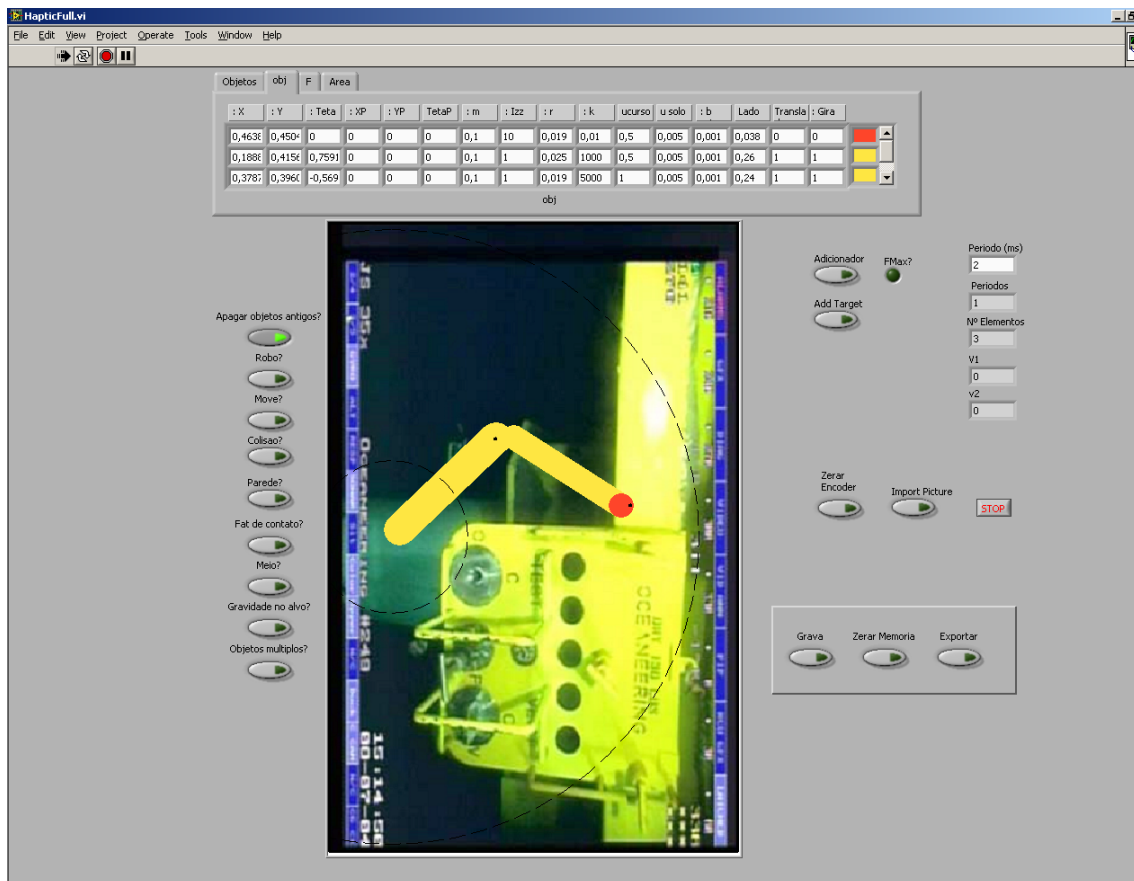 HapticFull.vi
File Edit View Project Operate Tools Window Help
Objetos obj F Area
: X : Y : Teta : XP : YP TetaP : m : Izz : r : k ucurso u solo : b Lado Transla : Gira
0,4638 0,4504 0 0 0 0 0,1 10 0,019 0,01 0,5 0,005 0,001 0,038 0 0
0,1888 0,4156 0,7591 0 0 0 0,1 1 0,025 1000 0,5 0,005 0,001 0,26 1 1
0,3787 0,3960 -0,569 0 0 0 0,1 1 0,019 5000 1 0,005 0,001 0,24 1 1
obj
Apagar objetos antigos?
Robo?
Move?
Colisao?
Parede?
Fat de contato?
Meio?
Gravidade no alvo?
Objetos multiplos?
OCEANEERING #248
TEST
OCEANEERING
C
C
Adicionador
FMax?
Add Target
Periodo (ms)
2
Periodos
1
Nº Elementos
3
V1
0
v2
0
Zerar
Encoder
Import Picture
STOP
Grava Zerar Memoria Exportar